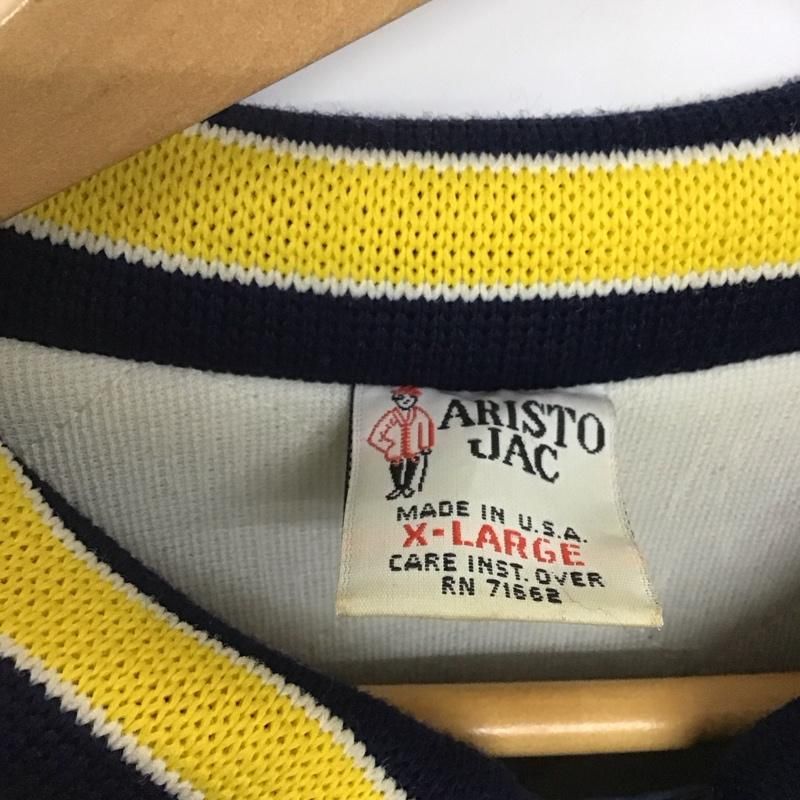 ARISTO
JAC
MADE IN U.S.A.
X-LARGE
CARE INST. OVER
RN 71662